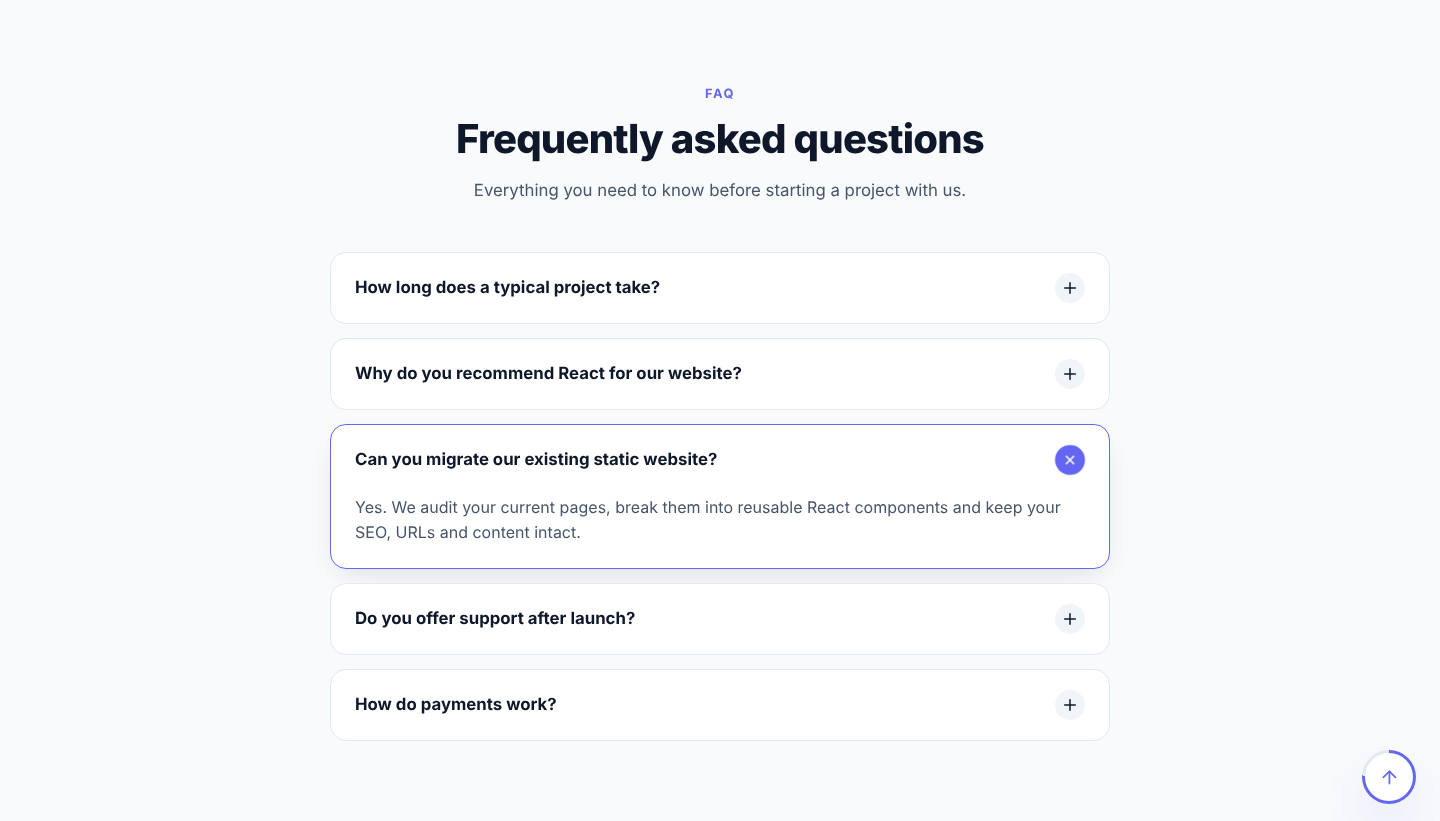 FAQ
Frequently asked questions
Everything you need to know before starting a project with us.
How long does a typical project take?
Why do you recommend React for our website?
Can you migrate our existing static website?
Yes. We audit your current pages, break them into reusable React components and keep your
SEO, URLs and content intact.
Do you offer support after launch?
How do payments work?